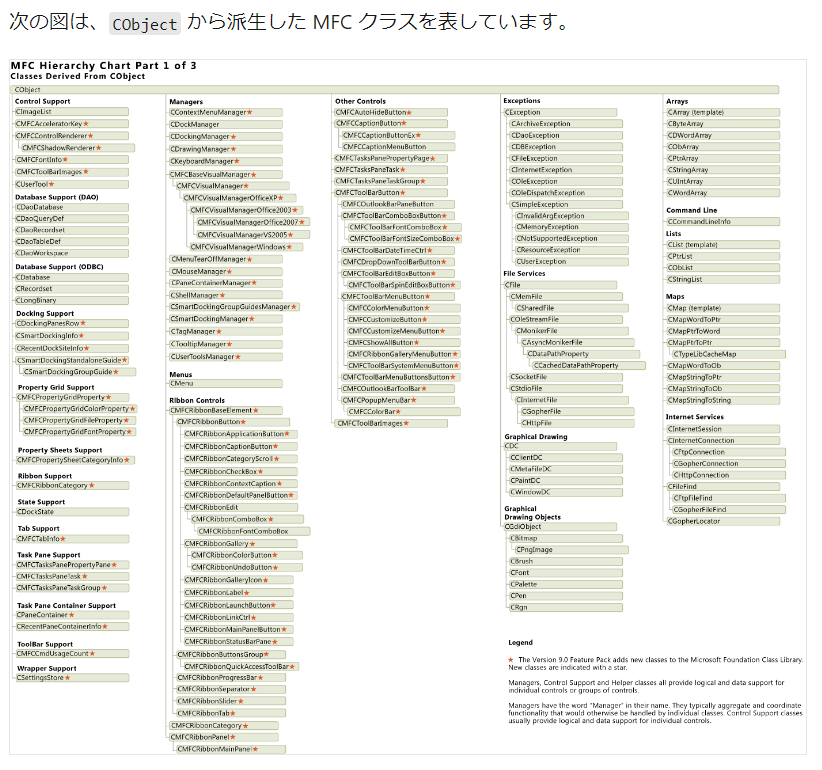 次の図は、 CObject から派生した MFC クラスを表しています。
MFC Hierarchy Chart Part 1 of 3
Classes Derived From CObject
CObject
Control Support
CImageList
CMFCAcceleratorKey★
CMFCControlRenderer★
CMFCShadowRenderer★
CMFCFontInfo★
CMFCToolBarImages★
CUserTool★
Database Support (DAO)
CDaoDatabase
CDaoQueryDef
CDaoRecordset
CDaoTableDef
CDaoWorkspace
Database Support (ODBC)
CDatabase
CRecordset
CLongBinary
Docking Support
CDockingPanesRow★
CSmartDockingInfo★
CRecentDockSiteInfo★
CSmartDockingStandaloneGuide★
CSmartDockingGroupGuide★
Property Grid Support
CMFCPropertyGridProperty★
CMFCPropertyGridColorProperty★
CMFCPropertyGridFileProperty★
CMFCPropertyGridFontProperty★
Property Sheets Support
CMFCPropertySheetCategoryInfo★
Ribbon Support
CMFCRibbonCategory★
State Support
CDockState
Tab Support
CMFCTabInfo★
Task Pane Support
CMFCTasksPanePropertyPane★
CMFCTasksPaneTask★
CMFCTasksPaneTaskGroup★
Task Pane Container Support
CPaneContainer★
CRecentPaneContainerInfo★
ToolBar Support
CMFCCmdUsageCount★
Wrapper Support
CSettingsStore★
Managers
CContextMenuManager★
CDockManager
CDockingManager★
CDrawingManager★
CKeyboardManager★
CMFCBaseVisualManager★
CMFCVisualManager★
CMFCVisualManagerOfficeXP★
CMFCVisualManagerOffice2003★
CMFCVisualManagerOffice2007★
CMFCVisualManagerVS2005★
CMFCVisualManagerWindows★
CMenuTearOffManager★
CMouseManager★
CPaneContainerManager★
CShellManager★
CSmartDockingGroupGuidesManager★
CSmartDockingManager★
CTagManager★
CTooltipManager★
CUserToolsManager★
Menus
CMenu
Ribbon Controls
CMFCRibbonBaseElement★
CMFCRibbonButton★
CMFCRibbonApplicationButton★
CMFCRibbonCaptionButton★
CMFCRibbonCategoryScroll★
CMFCRibbonCheckBox★
CMFCRibbonContextCaption★
CMFCRibbonDefaultPanelButton★
CMFCRibbonEdit
CMFCRibbonComboBox★
CMFCRibbonFontComboBox
CMFCRibbonGallery★
CMFCRibbonColorButton★
CMFCRibbonUndoButton★
CMFCRibbonGalleryIcon★
CMFCRibbonLabel★
CMFCRibbonLaunchButton★
CMFCRibbonLinkCtrl★
CMFCRibbonMainPanelButton★
CMFCRibbonStatusBarPane★
CMFCRibbonButtonsGroup★
CMFCRibbonQuickAccessToolBar★
CMFCRibbonProgressBar★
CMFCRibbonSeparator★
CMFCRibbonSlider★
CMFCRibbonTab★
CMFCRibbonCategory★
CMFCRibbonPanel★
CMFCRibbonMainPanel★
Other Controls
CMFCAutoHideButton★
CMFCCaptionButton★
CMFCCaptionButtonEx★
CMFCCaptionMenuButton
CMFCTasksPanePropertyPage★
CMFCTasksPaneTask★
CMFCTasksPaneTaskGroup★
CMFCToolBarButton★
CMFCOutlookBarPaneButton
CMFCToolBarComboBoxButton★
CMFCToolBarFontComboBox★
CMFCToolBarFontSizeComboBox★
CMFCToolBarDateTimeCtrl★
CMFCDropDownToolBarButton★
CMFCToolBarEditBoxButton★
CMFCToolBarSpinEditBoxButton★
CMFCToolBarMenuButton★
CMFCColorMenuButton★
CMFCCustomizeButton★
CMFCCustomizeMenuButton★
CMFCShowAllButton★
CMFCRibbonGalleryMenuButton★
CMFCToolBarSystemMenuButton★
CMFCToolBarMenuButtonsButton★
CMFCOutlookBarToolBar★
CMFCPopupMenuBar★
CMFCColorBar★
CMFCToolBarImages★
Exceptions
CException
CArchiveException
CDaoException
CDBException
CFileException
CInternetException
COleException
COleDispatchException
CSimpleException
CInvalidArgException
CMemoryException
CNotSupportedException
CResourceException
CUserException
File Services
CFile
CMemFile
CSharedFile
COleStreamFile
CMonikerFile
CAsyncMonikerFile
CDataPathProperty
CCachedDataPathProperty
CSocketFile
CStdioFile
CInternetFile
CGopherFile
CHttpFile
Graphical Drawing
CDC
CClientDC
CMetaFileDC
CPaintDC
CWindowDC
Graphical
Drawing Objects
CGdiObject
CBitmap
CPngImage
CBrush
CFont
CPalette
CPen
CRgn
Arrays
CArray (template)
CByteArray
CDWordArray
CObArray
CPtrArray
CStringArray
CUIntArray
CWordArray
Command Line
CCommandLineInfo
Lists
CList (template)
CPtrList
CObList
CStringList
Maps
CMap (template)
CMapWordToPtr
CMapPtrToWord
CMapPtrToPtr
CTypeLibCacheMap
CMapWordToOb
CMapStringToPtr
CMapStringToOb
CMapStringToString
Internet Services
CInternetSession
CInternetConnection
CFtpConnection
CGopherConnection
CHttpConnection
CFileFind
CFtpFileFind
CGopherFileFind
CGopherLocator
Legend
★ The Version 9.0 Feature Pack adds new classes to the Microsoft Foundation Class Library.
New classes are indicated with a star.
Managers, Control Support and Helper classes all provide logical and data support for
individual controls or groups of controls.
Managers have the word "Manager" in their name. They typically aggregate and coordinate
functionality that would otherwise be handled by individual classes. Control Support classes
usually provide logical and data support for individual controls.